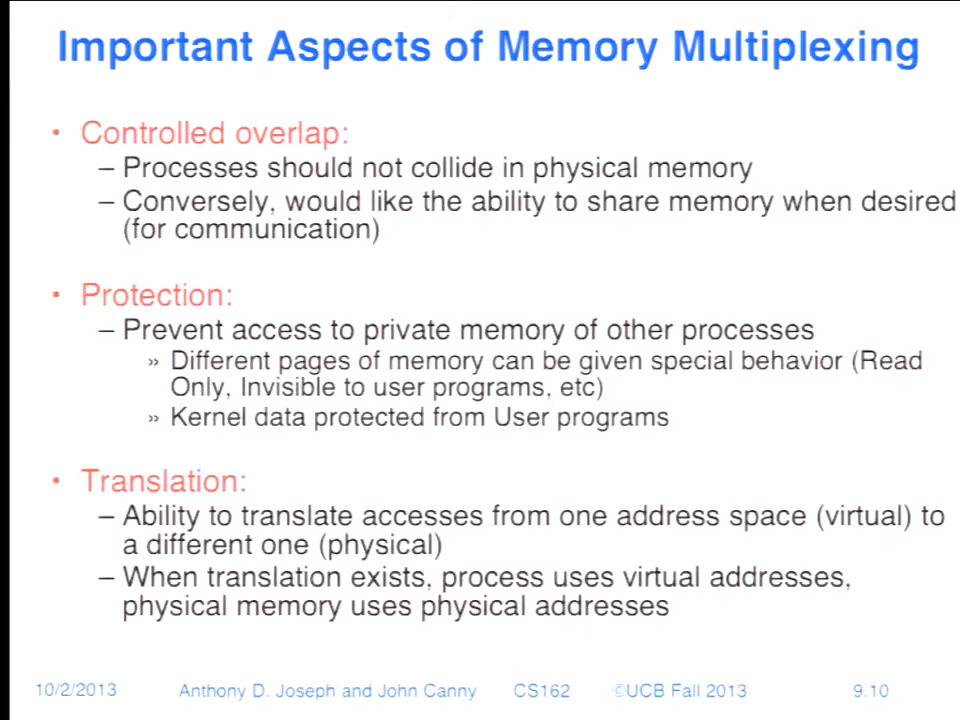 Important Aspects of Memory Multiplexing
• Controlled overlap:
– Processes should not collide in physical memory
– Conversely, would like the ability to share memory when desired
(for communication)
• Protection:
– Prevent access to private memory of other processes
» Different pages of memory can be given special behavior (Read
Only, Invisible to user programs, etc)
» Kernel data protected from User programs
• Translation:
– Ability to translate accesses from one address space (virtual) to
a different one (physical)
– When translation exists, process uses virtual addresses,
physical memory uses physical addresses
10/2/2013 Anthony D. Joseph and John Canny CS162 ©UCB Fall 2013 9.10